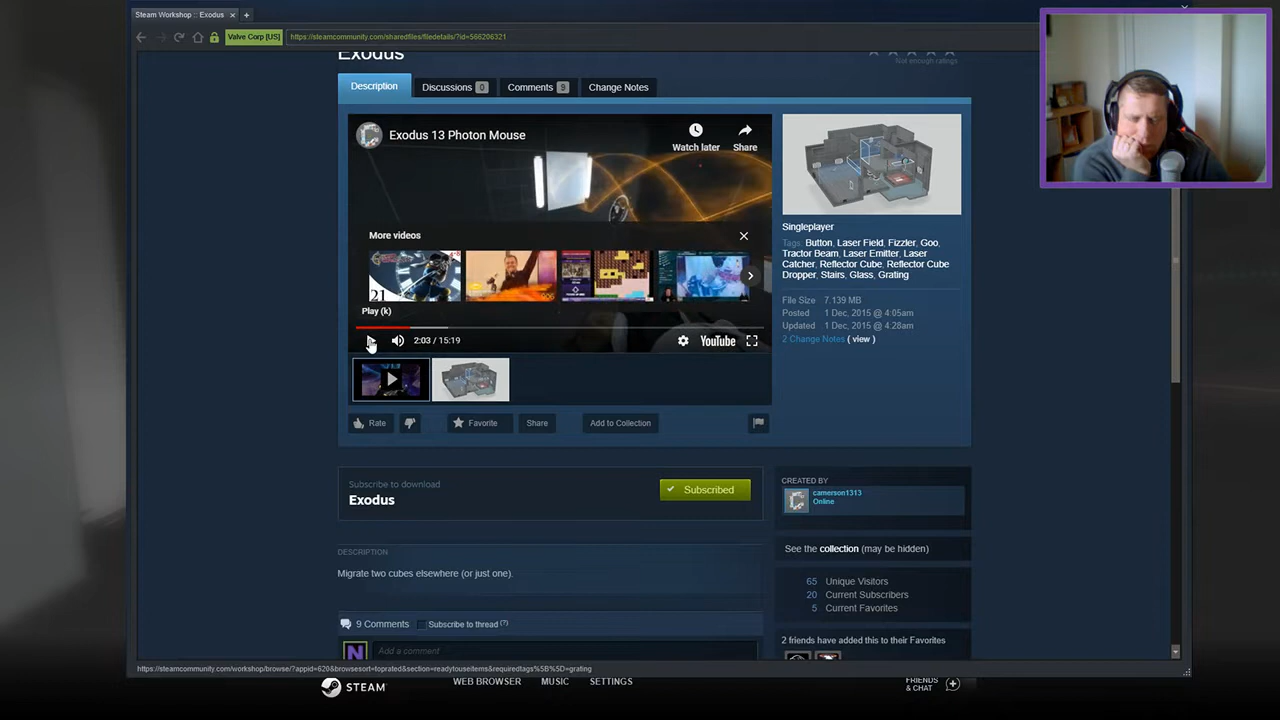 Steam Workshop :: Exodus
Valve Corp [US]
https://steamcommunity.com/sharedfiles/filedetails/?id=566206321
Exodus
Not enough ratings
Description
Discussions 0
Comments 9
Change Notes
Exodus 13 Photon Mouse
Watch later
Share
More videos
21
Play (k)
2:03 / 15:19
YouTube
Singleplayer
Tags: Button, Laser Field, Fizzler, Goo,
Tractor Beam, Laser Emitter, Laser
Catcher, Reflector Cube, Reflector Cube
Dropper, Stairs, Glass, Grating
File Size 7.139 MB
Posted 1 Dec, 2015 @ 4:05am
Updated 1 Dec, 2015 @ 4:28am
2 Change Notes ( view )
Rate
Favorite
Share
Add to Collection
Subscribe to download
Exodus
Subscribed
CREATED BY
camerson1313
Online
See the collection (may be hidden)
DESCRIPTION
Migrate two cubes elsewhere (or just one).
65 Unique Visitors
20 Current Subscribers
5 Current Favorites
9 Comments
Subscribe to thread (?)
2 friends have added this to their Favorites
Add a comment
https://steamcommunity.com/workshop/browse/?appid=620&browsesort=toprated&section=readytouseitems&requiredtags%5B%5D=grating
STEAM
WEB BROWSER
MUSIC
SETTINGS
FRIENDS
& CHAT